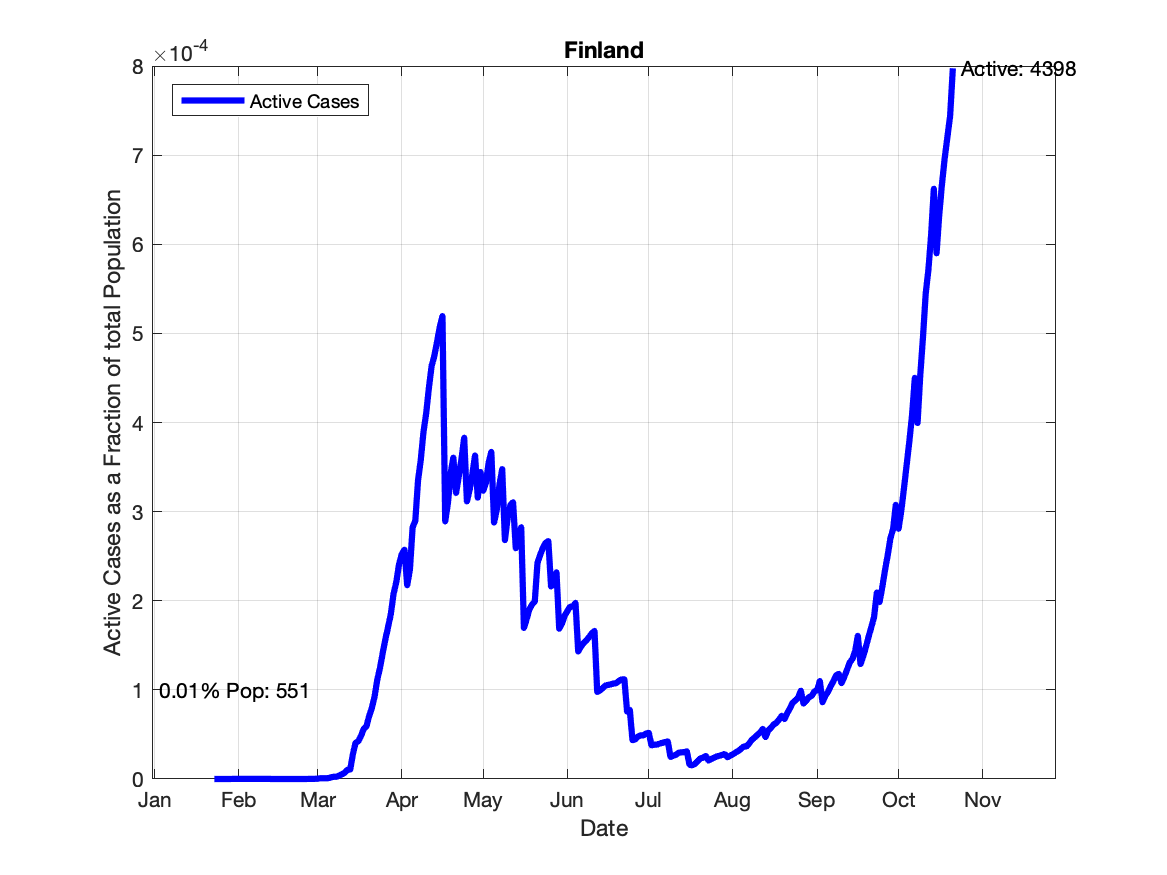 Finland
×10-4
Active: 4398
Active Cases
8
7
6
5
4
3
2
1
0
0.01% Pop: 551
Active Cases as a Fraction of total Population
Jan Feb Mar Apr May Jun Jul Aug Sep Oct Nov
Date